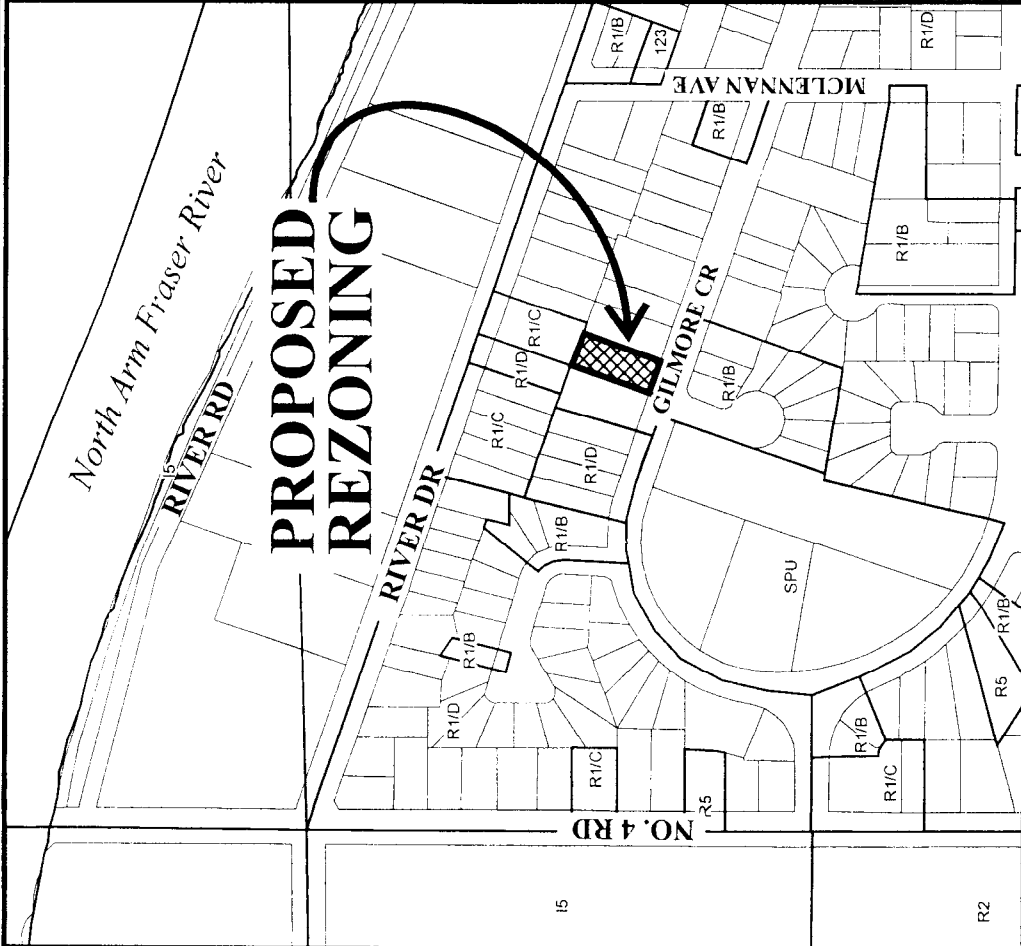 North Arm Fraser River
I5
RIVER RD
PROPOSED
REZONING
RIVER DR
R1/B
123
R1/D
MCLENNAN AVE
R1/B
R1/B
R1/C
R1/D
R1/C
GILMORE CR
R1/B
R1/D
R1/B
SPU
R1/B
R1/D
R1/C
R5
NO. 4 RD
R1/B
R1/C
R1/B
R5
I5
R2